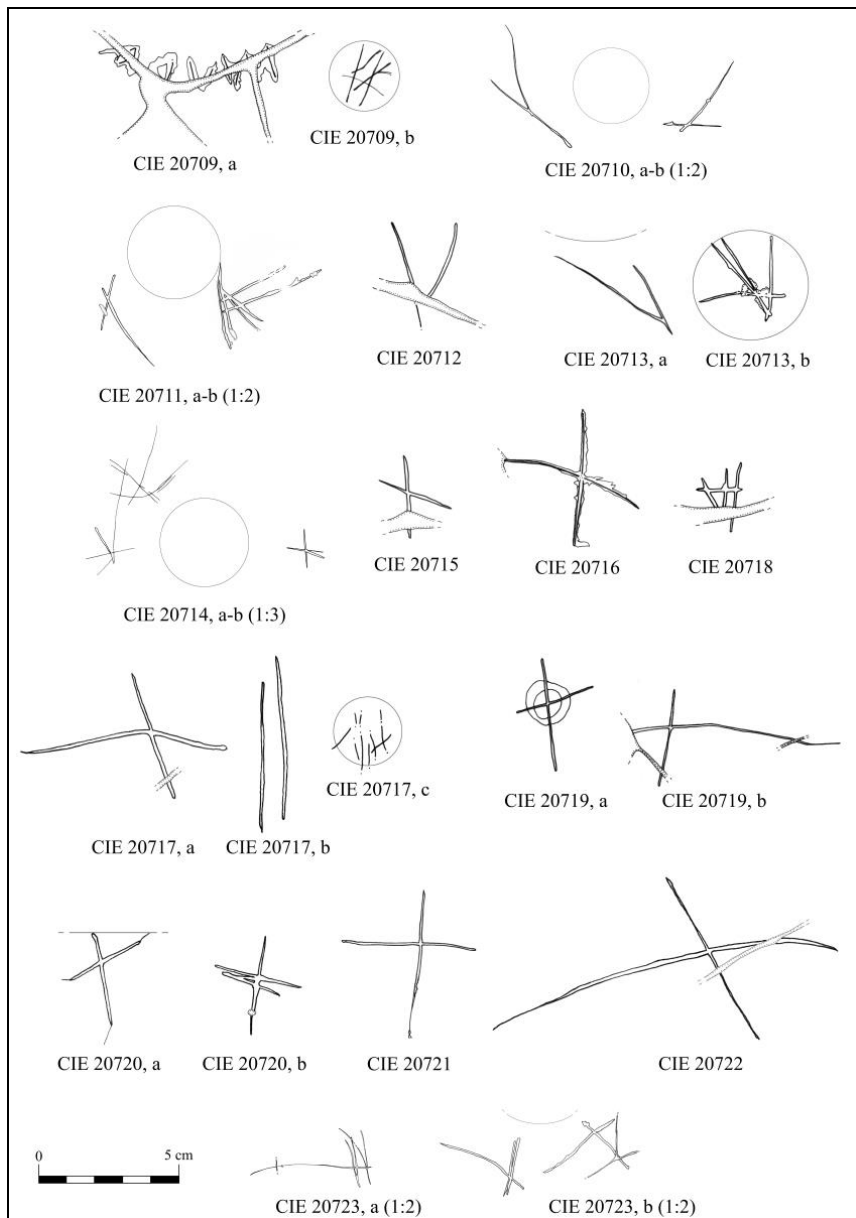 CIE 20709, a
CIE 20709, b
CIE 20710, a-b (1:2)
CIE 20711, a-b (1:2)
CIE 20712
CIE 20713, a
CIE 20713, b
CIE 20714, a-b (1:3)
CIE 20715
CIE 20716
CIE 20718
CIE 20717, a
CIE 20717, b
CIE 20717, c
CIE 20719, a
CIE 20719, b
CIE 20720, a
CIE 20720, b
CIE 20721
CIE 20722
0 5 cm
CIE 20723, a (1:2)
CIE 20723, b (1:2)